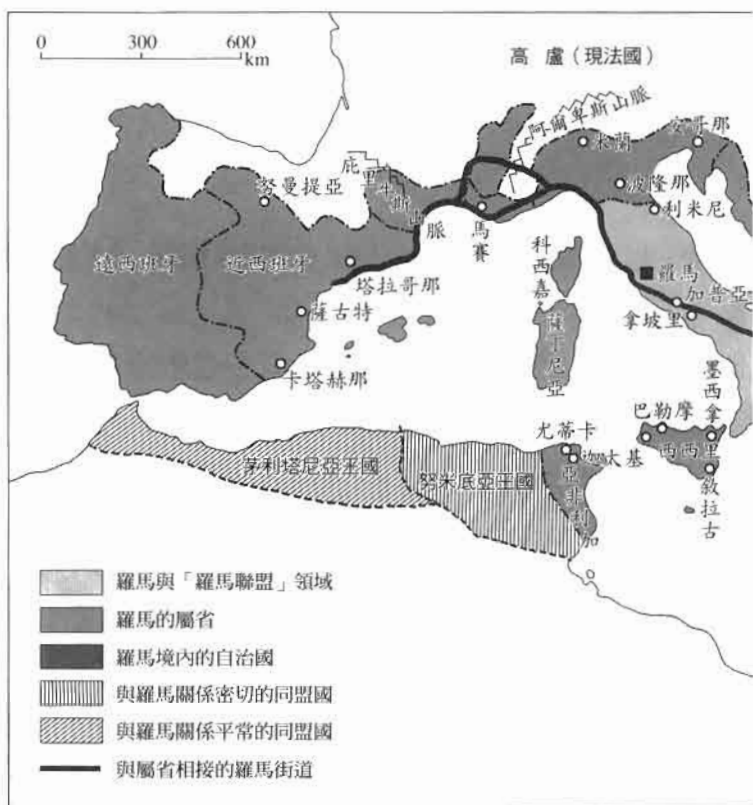 0 300 600
km
高盧(現法國)
阿爾卑斯山脈
米蘭
安哥那
波隆那
利米尼
庇里牛斯山脈
努曼提亞
馬賽
科西嘉
羅馬
遠西班牙
近西班牙
塔拉哥那
加普亞
薩古特
薩丁尼亞
拿坡里
卡塔赫那
墨西拿
巴勒摩
尤蒂卡
西西里
迦太基
茅利塔尼亞王國
努米底亞王國
亞非利加
敘拉古
羅馬與「羅馬聯盟」領域
羅馬的屬省
羅馬境內的自治國
與羅馬關係密切的同盟國
與羅馬關係平常的同盟國
與屬省相接的羅馬街道